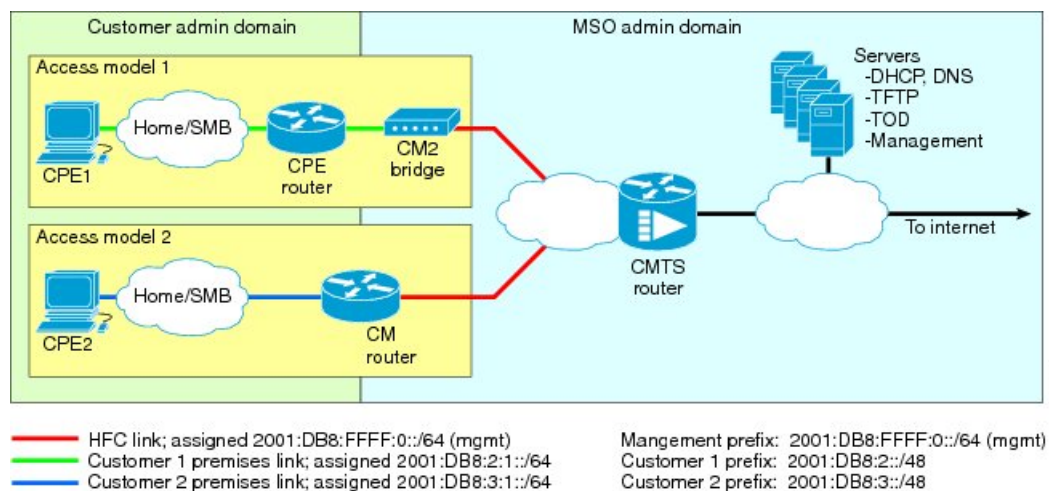 Customer admin domain
MSO admin domain
Access model 1
Servers
-DHCP, DNS
-TFTP
-TOD
-Management
Home/SMB
CPE1
CPE
router
CM2
bridge
To internet
Access model 2
CMTS
router
Home/SMB
CPE2
CM
router
HFC link; assigned 2001:DB8:FFFF:0::/64 (mgmt)
Customer 1 premises link; assigned 2001:DB8:2:1::/64
Customer 2 premises link; assigned 2001:DB8:3:1::/64
Mangement prefix: 2001:DB8:FFFF:0::/64 (mgmt)
Customer 1 prefix: 2001:DB8:2::/48
Customer 2 prefix: 2001:DB8:3::/48